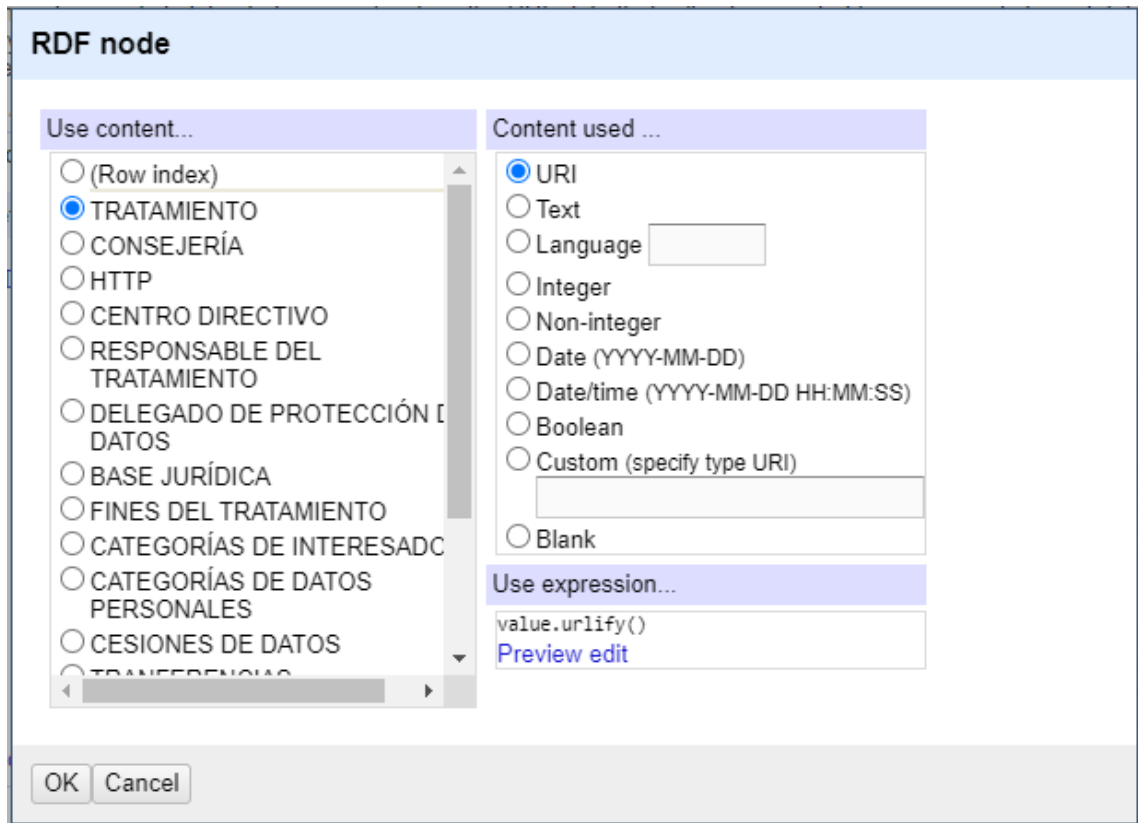 RDF node
Use content...
(Row index)
TRATAMIENTO
CONSEJERÍA
HTTP
CENTRO DIRECTIVO
RESPONSABLE DEL
TRATAMIENTO
DELEGADO DE PROTECCIÓN
DATOS
BASE JURÍDICA
FINES DEL TRATAMIENTO
CATEGORÍAS DE INTERESADO
CATEGORÍAS DE DATOS
PERSONALES
CESIONES DE DATOS
TRANFERENCIAS
Content used ...
URI
Text
Language
Integer
Non-integer
Date (YYYY-MM-DD)
Date/time (YYYY-MM-DD HH:MM:SS)
Boolean
Custom (specify type URI)
Blank
Use expression...
value.urlify()
Preview edit
OK Cancel